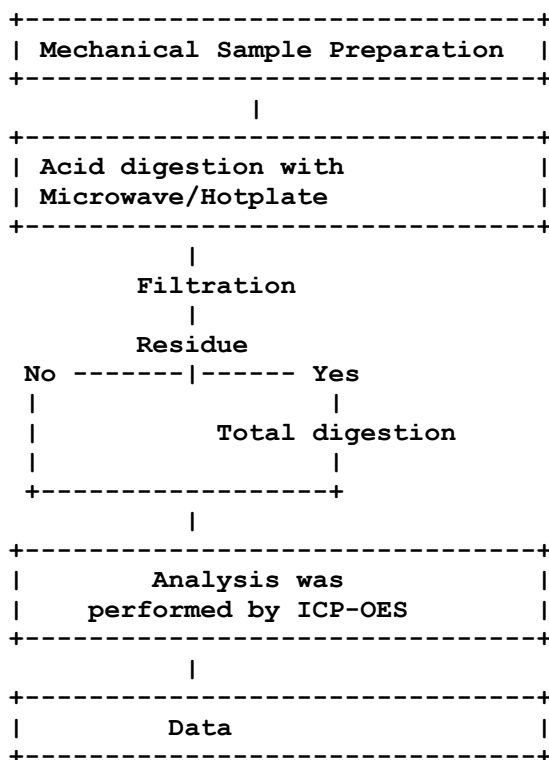 Mechanical Sample Preparation
Acid digestion with
Microwave/Hotplate
Filtration
Residue
No Yes
Total digestion
Analysis was
performed by ICP-OES
Data